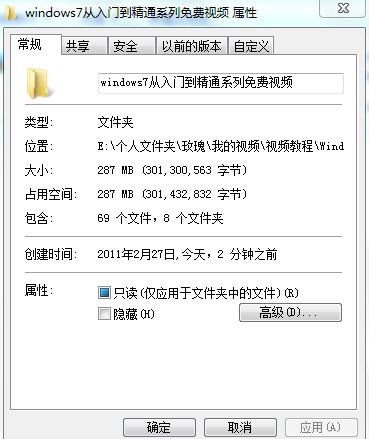 windows7从入门到精通系列免费视频 属性
常规 共享 安全 以前的版本 自定义
windows7从入门到精通系列免费视频
类型: 文件夹
位置: E:\个人文件夹\玫瑰\我的视频\视频教程\Wind
大小: 287 MB (301,300,563 字节)
占用空间: 287 MB (301,432,832 字节)
包含: 69 个文件，8 个文件夹
创建时间: 2011年2月27日,今天，2 分钟之前
属性: 只读(仅应用于文件夹中的文件)(R)
隐藏(H) 高级(D)...
确定 取消 应用(A)